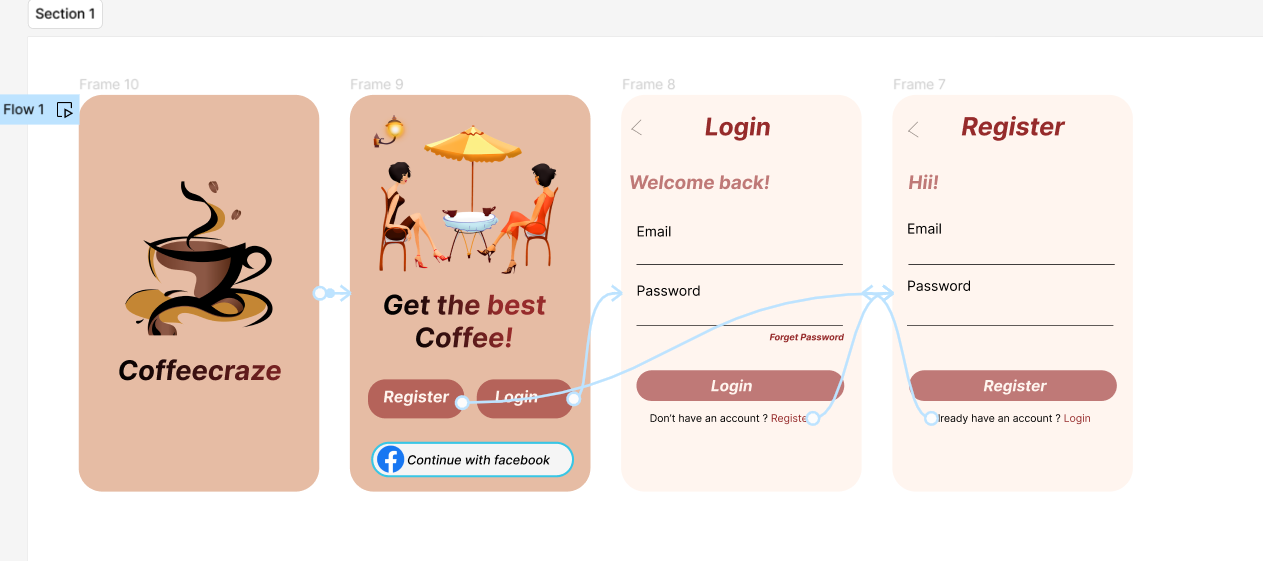 Section 1
Flow 1
Frame 10
Coffeecraze
Frame 9
Get the best
Coffee!
Register
Login
Continue with facebook
Frame 8
Login
Welcome back!
Email
Password
Forget Password
Login
Don't have an account ? Registe
Frame 7
Register
Hii!
Email
Password
Register
lready have an account ? Login